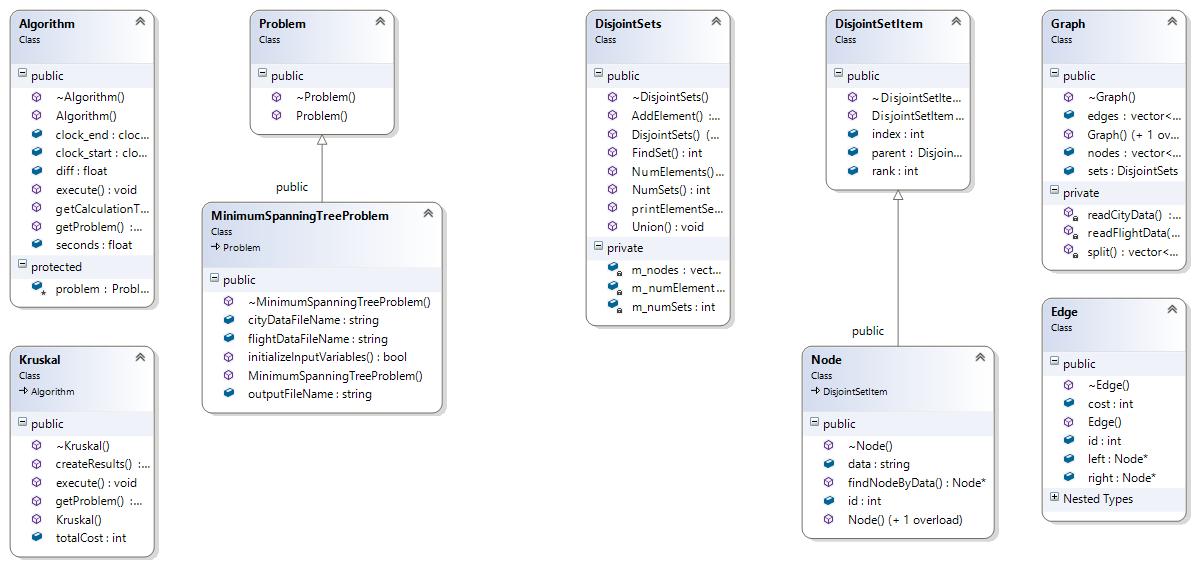 Algorithm
Class
public
~Algorithm()
Algorithm()
clock_end : cloc...
clock_start : clo...
diff : float
execute() : void
getCalculationT...
getProblem() :...
seconds : float
protected
problem : Probl...
Kruskal
Class
Algorithm
public
~Kruskal()
createResults() :...
execute() : void
getProblem() :...
Kruskal()
totalCost : int
Problem
Class
public
~Problem()
Problem()
public
MinimumSpanningTreeProblem
Class
Problem
public
~MinimumSpanningTreeProblem()
cityDataFileName : string
flightDataFileName : string
initializeInputVariables() : bool
MinimumSpanningTreeProblem()
outputFileName : string
DisjointSets
Class
public
~DisjointSets()
AddElement() :...
DisjointSets() (...
FindSet() : int
NumElements()...
NumSets() : int
printElementSe...
Union() : void
private
m_nodes : vect...
m_numElement...
m_numSets : int
DisjointSetItem
Class
public
~DisjointSetIte...
DisjointSetItem...
index : int
parent : Disjoin...
rank : int
public
Node
Class
DisjointSetItem
public
~Node()
data : string
findNodeByData() : Node*
id : int
Node() (+ 1 overload)
Graph
Class
public
~Graph()
edges : vector<...
Graph() (+ 1 ov...
nodes : vector<...
sets : DisjointSets
private
readCityData() :...
readFlightData(...
split() : vector<...
Edge
Class
public
~Edge()
cost : int
Edge()
id : int
left : Node*
right : Node*
Nested Types